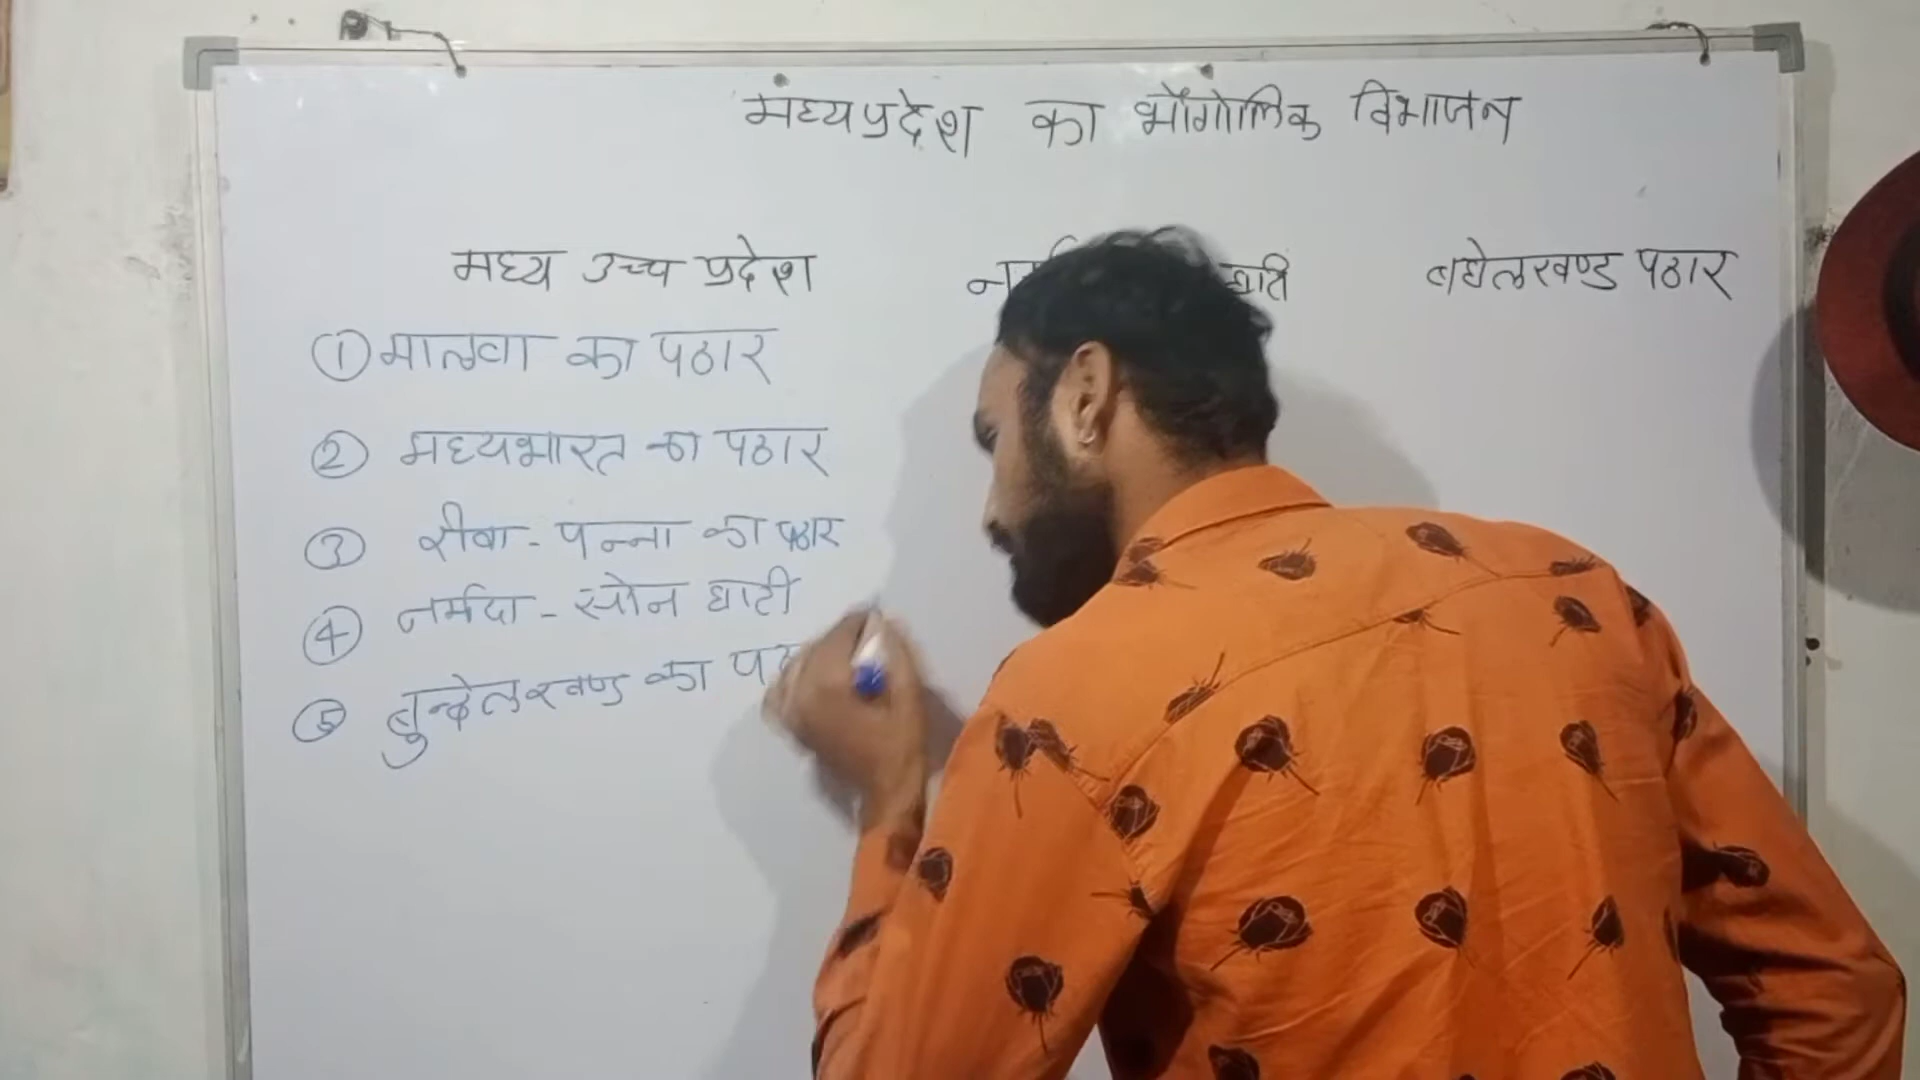 मध्यप्रदेश का भौगोलिक विभाजन
मध्य उच्च प्रदेश
बघेलखण्ड पठार
① मालवा का पठार
② मध्यभारत का पठार
③ रीवा - पन्ना का पठार
④ नर्मदा - सोन घाटी
⑤ बुन्देलखण्ड का